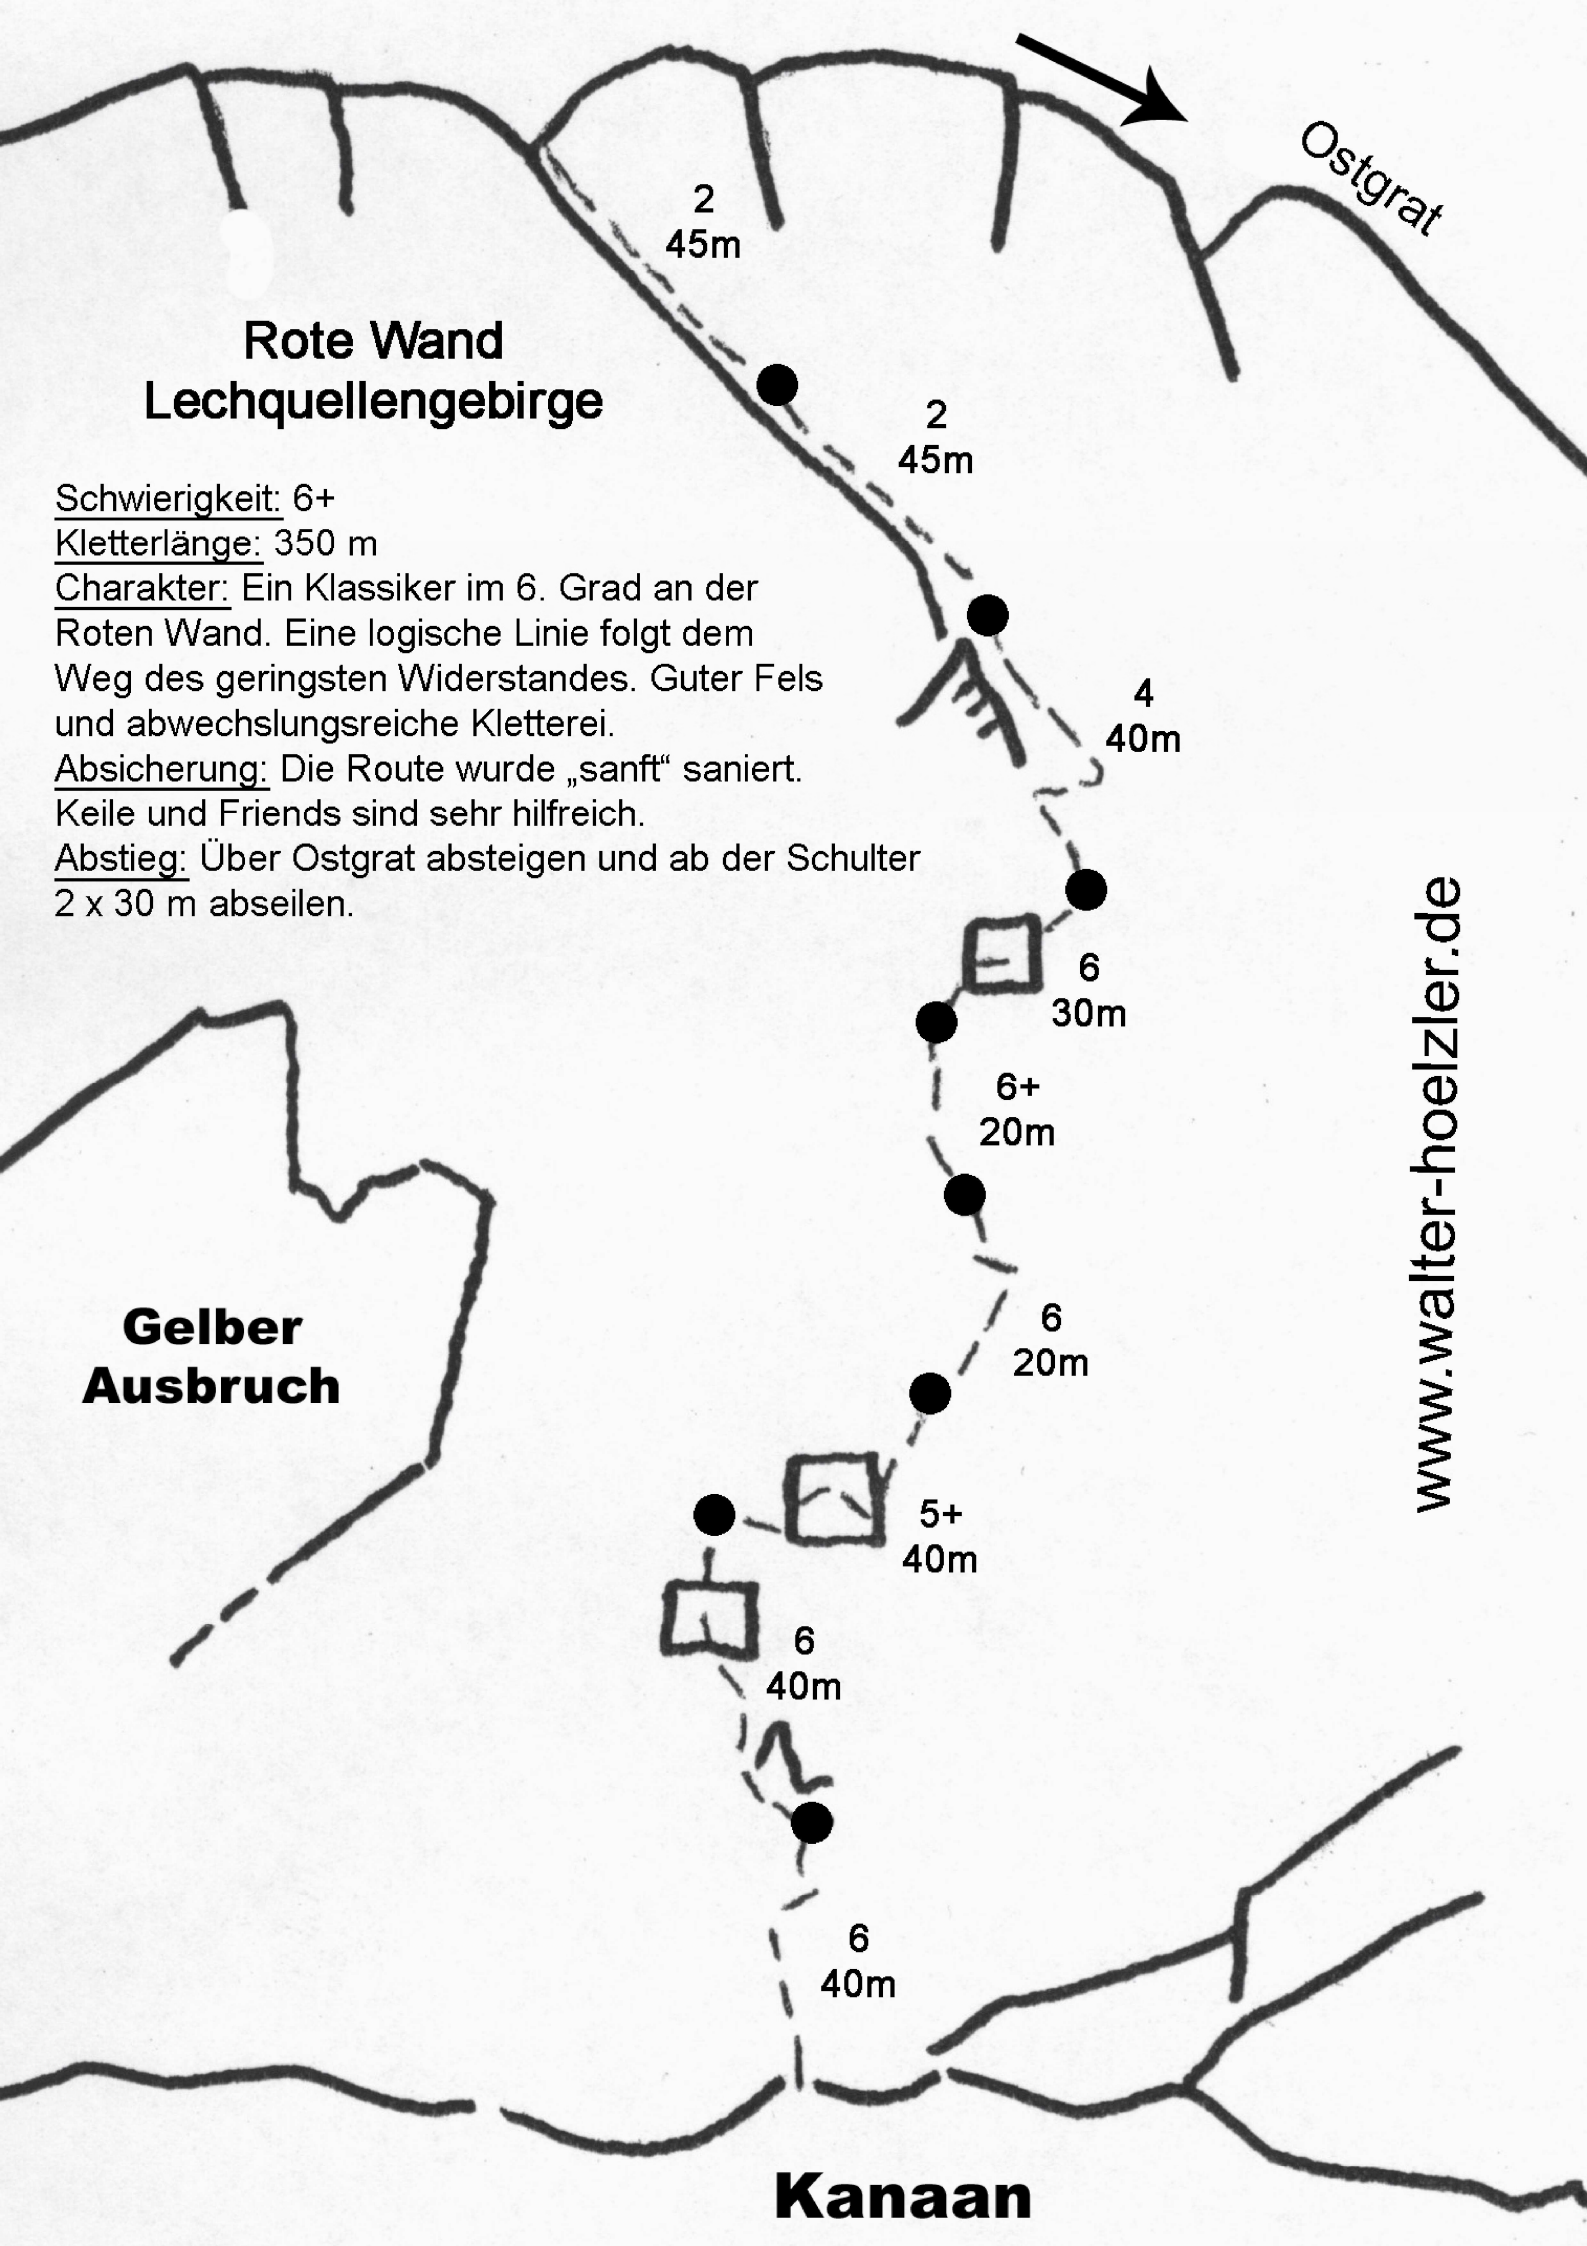 Ostgrat
2
45m
Rote Wand
Lechquellengebirge
2
45m
Schwierigkeit: 6+
Kletterlänge: 350 m
Charakter: Ein Klassiker im 6. Grad an der
Roten Wand. Eine logische Linie folgt dem
Weg des geringsten Widerstandes. Guter Fels
und abwechslungsreiche Kletterei.
Absicherung: Die Route wurde „sanft“ saniert.
Keile und Friends sind sehr hilfreich.
Abstieg: Über Ostgrat absteigen und ab der Schulter
2 x 30 m abseilen.
4
40m
6
30m
6+
20m
www.walter-hoelzler.de
Gelber
Ausbruch
6
20m
5+
40m
6
40m
6
40m
Kanaan